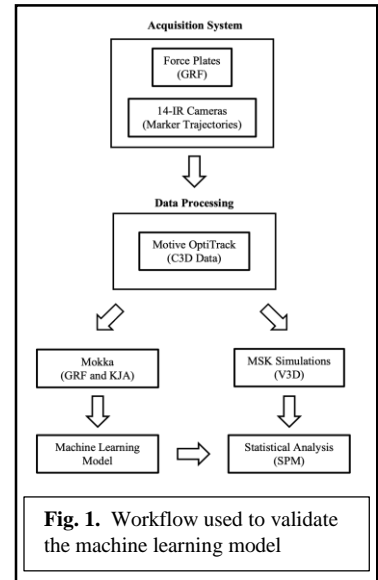 Acquisition System
Force Plates
(GRF)
14-IR Cameras
(Marker Trajectories)
Data Processing
Motive OptiTrack
(C3D Data)
Mokka
(GRF and KJA)
MSK Simulations
(V3D)
Machine Learning
Model
Statistical Analysis
(SPM)
Fig. 1. Workflow used to validate
the machine learning model